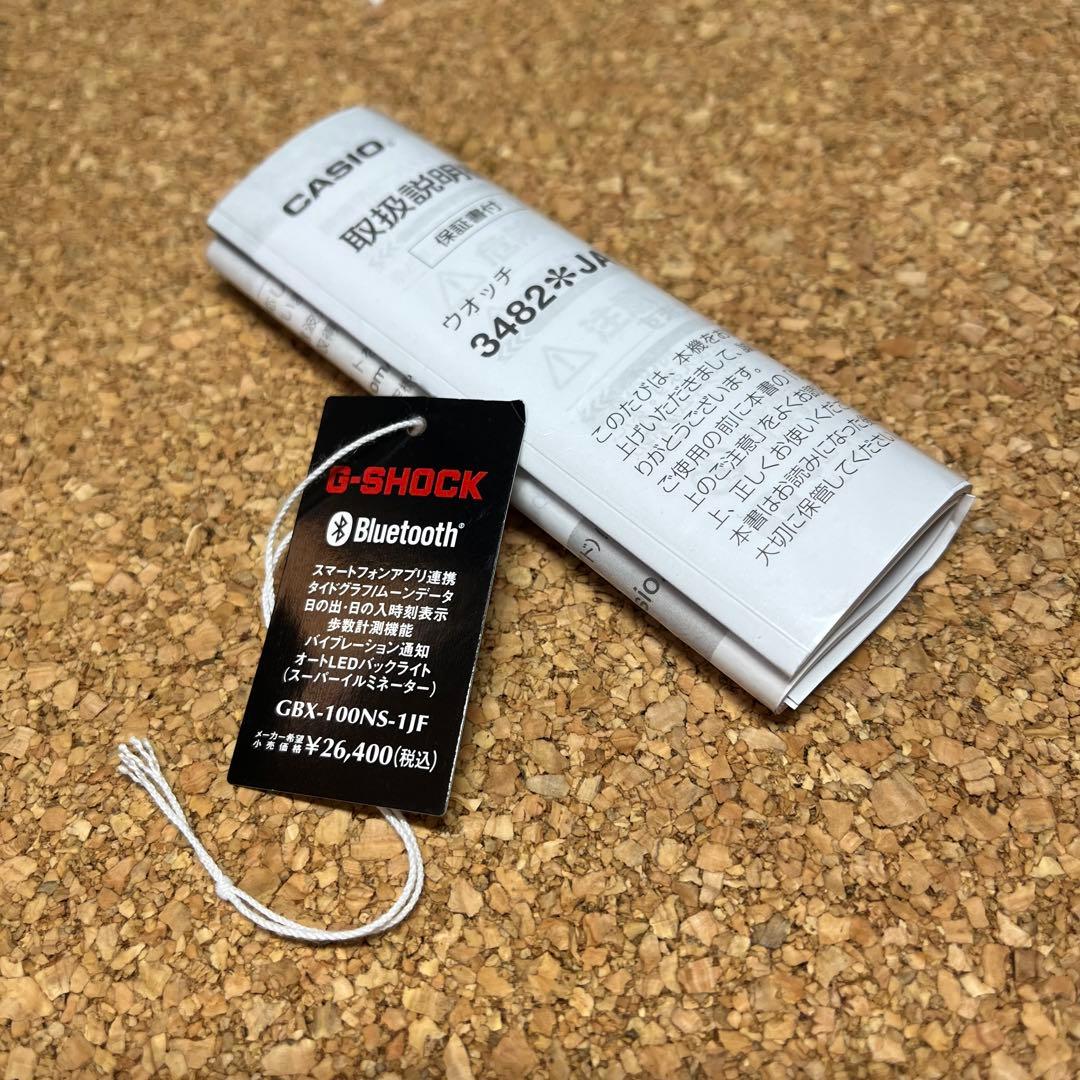 CASIO®
取扱説明
保証書付
ウオッチ
3482※JA
このたびは、本機をお
上げいただきまして、
りがとうございます。
ご使用の前に本書の
上のご注意」をよくお読
上、正しくお使いくだ
本書はお読みになった
大切に保管してくださ
G-SHOCK
Bluetooth®
スマートフォンアプリ連携
タイドグラフ/ムーンデータ
日の出・日の入時刻表示
歩数計測機能
バイブレーション通知
オートLEDバックライト
(スーパーイルミネーター)
GBX-100NS-1JF
メーカー希望
小売価格 ¥26,400(税込)